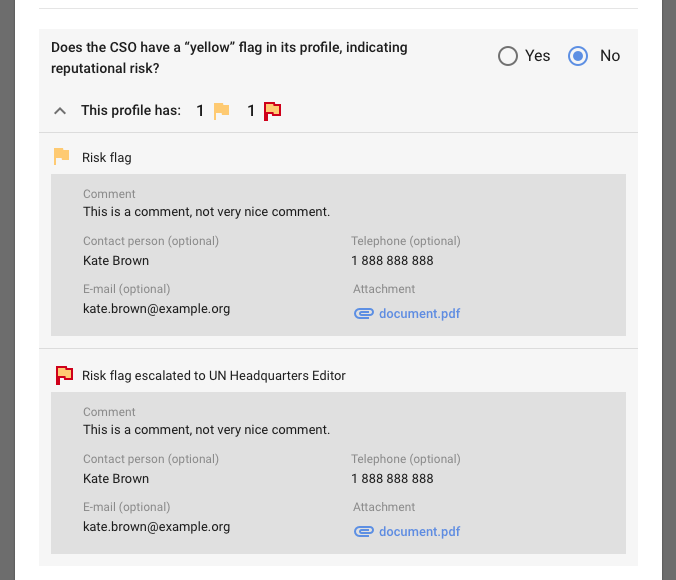 Does the CSO have a “yellow” flag in its profile, indicating
reputational risk?
Yes No
This profile has: 1 1
Risk flag
Comment
This is a comment, not very nice comment.
Contact person (optional) Telephone (optional)
Kate Brown 1 888 888 888
E-mail (optional) Attachment
kate.brown@example.org document.pdf
Risk flag escalated to UN Headquarters Editor
Comment
This is a comment, not very nice comment.
Contact person (optional) Telephone (optional)
Kate Brown 1 888 888 888
E-mail (optional) Attachment
kate.brown@example.org document.pdf